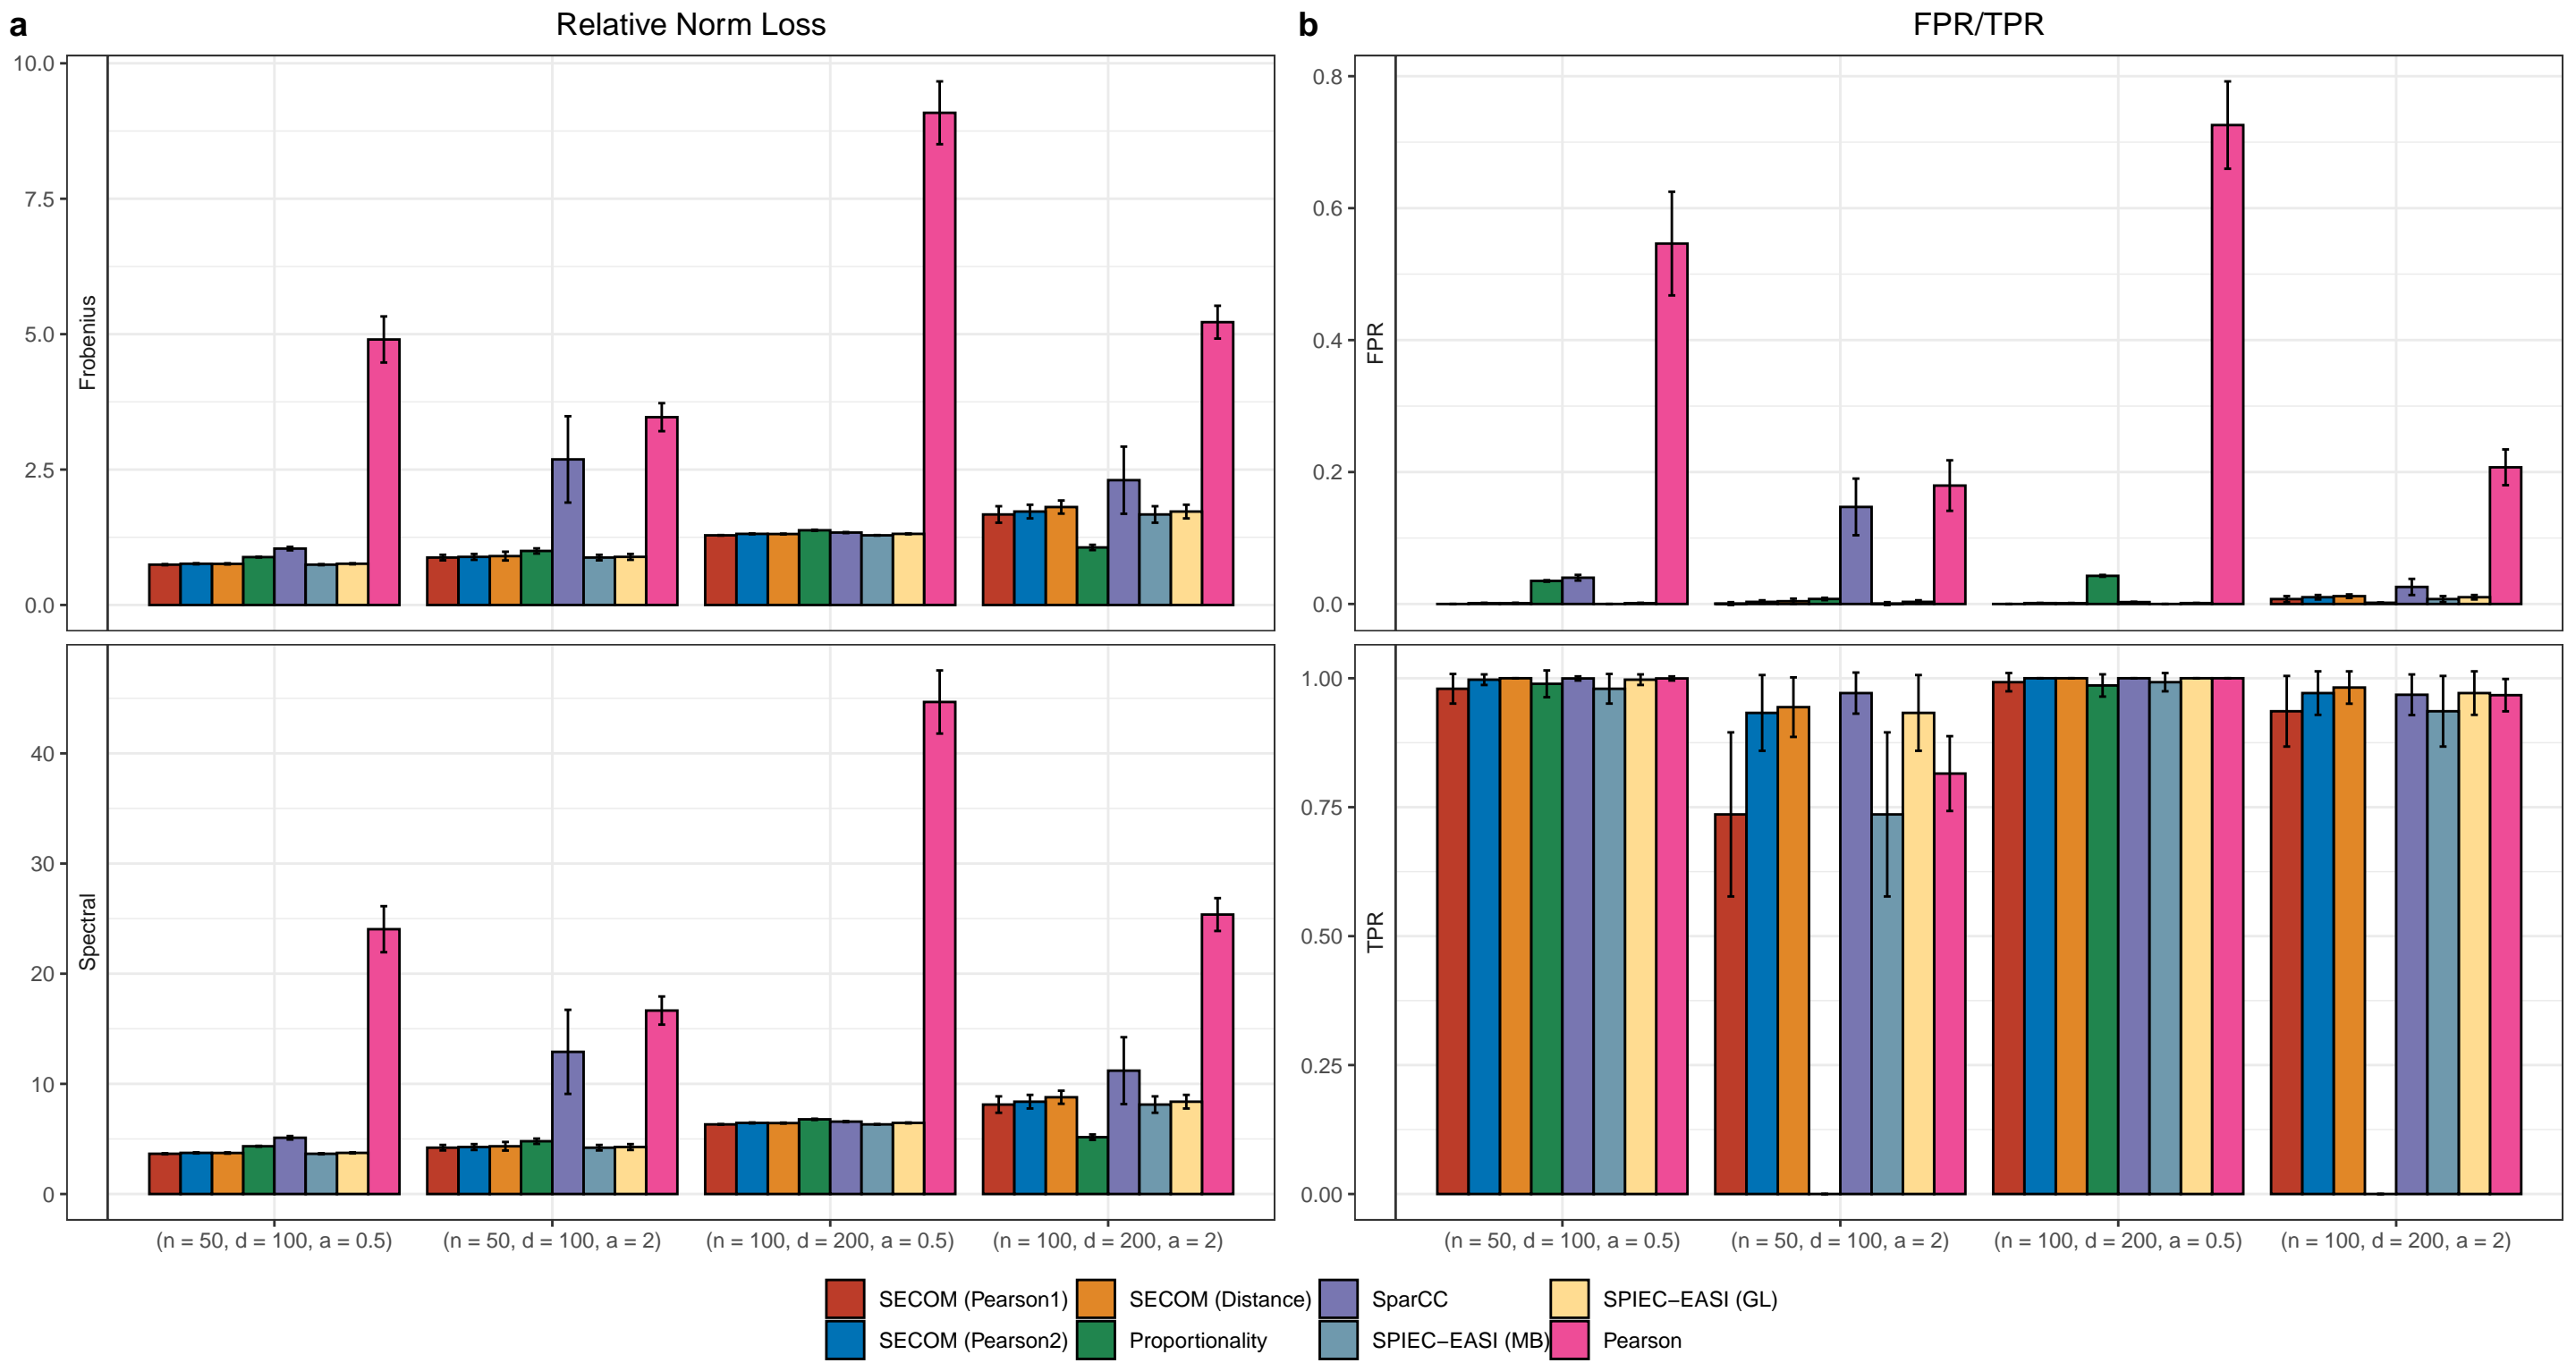 a
Relative Norm Loss
b
FPR/TPR
10.0
7.5
5.0
2.5
0.0
Frobenius
0.8
0.6
0.4
0.2
0.0
FPR
40
30
20
10
0
Spectral
1.00
0.75
0.50
0.25
0.00
TPR
(n = 50, d = 100, a = 0.5)
(n = 50, d = 100, a = 2)
(n = 100, d = 200, a = 0.5)
(n = 100, d = 200, a = 2)
(n = 50, d = 100, a = 0.5)
(n = 50, d = 100, a = 2)
(n = 100, d = 200, a = 0.5)
(n = 100, d = 200, a = 2)
SECOM (Pearson1)
SECOM (Distance)
SparCC
SPIEC−EASI (GL)
SECOM (Pearson2)
Proportionality
SPIEC−EASI (MB)
Pearson